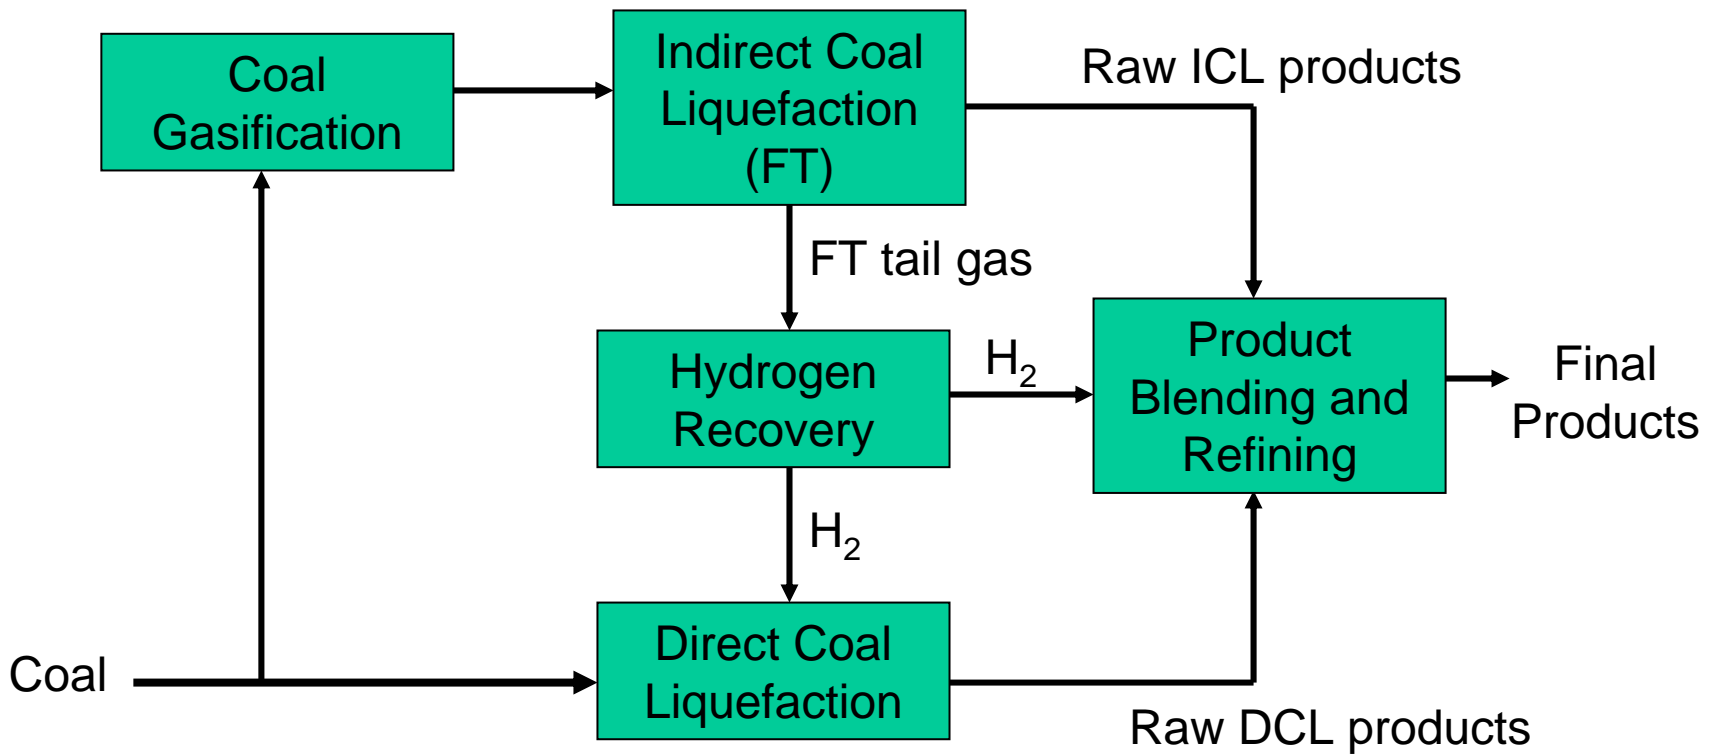 Coal
Gasification
Indirect Coal
Liquefaction
(FT)
Raw ICL products
FT tail gas
Hydrogen
Recovery
H₂
Product
Blending and
Refining
Final
Products
H₂
Coal
Direct Coal
Liquefaction
Raw DCL products